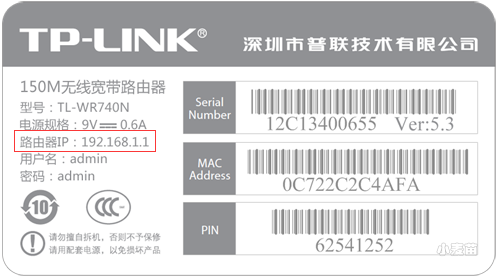 TP-LINK®
深圳市普联技术有限公司
150M无线宽带路由器
型号：TL-WR740N
电源规格：9V⎓0.6A
路由器IP：192.168.1.1
用户名：admin
密码：admin
Serial Number
12C13400655 Ver:5.3
MAC Address
0C722C2C4AFA
PIN
62541252
10
CCC
! 请勿擅自拆机，否则不予保修
请用配套电源，以免损坏产品